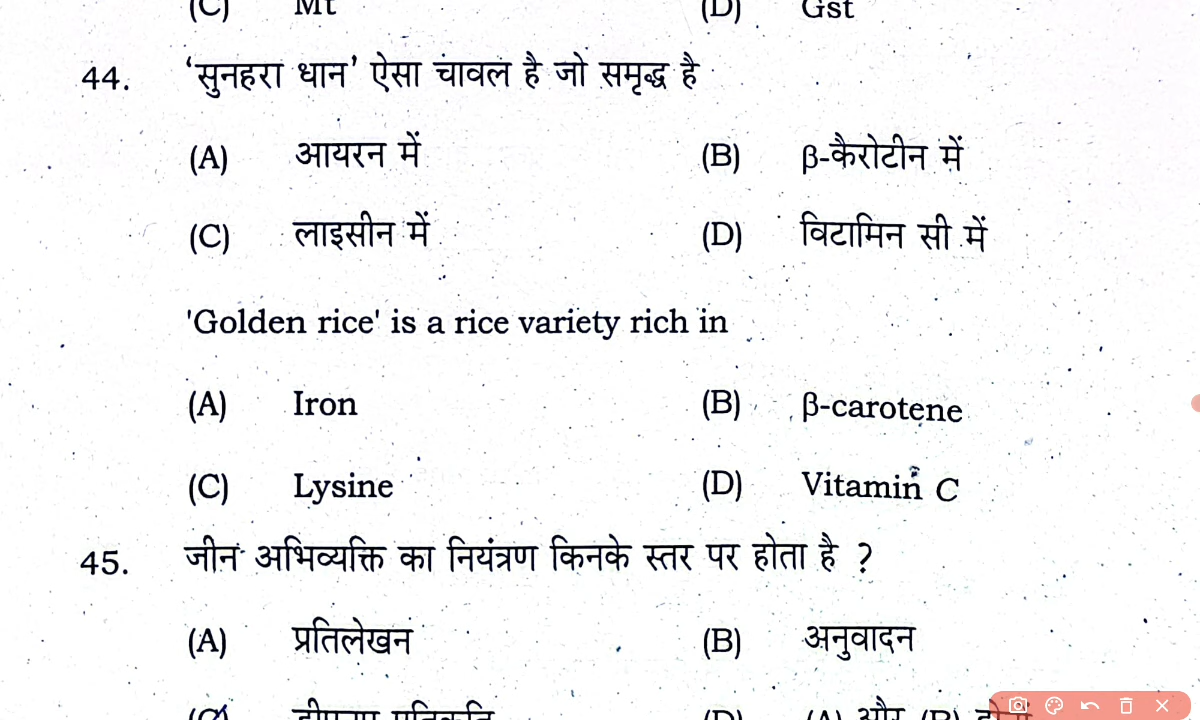 (C) Mt (D) Gst
44. 'सुनहरा धान' ऐसा चावल है जो समृद्ध है
(A) आयरन में (B) β-कैरोटीन में
(C) लाइसीन में (D) विटामिन सी में
'Golden rice' is a rice variety rich in
(A) Iron (B) β-carotene
(C) Lysine (D) Vitamin C
45. जीन अभिव्यक्ति का नियंत्रण किनके स्तर पर होता है ?
(A) प्रतिलेखन (B) अनुवादन
(D) (A) और (B)